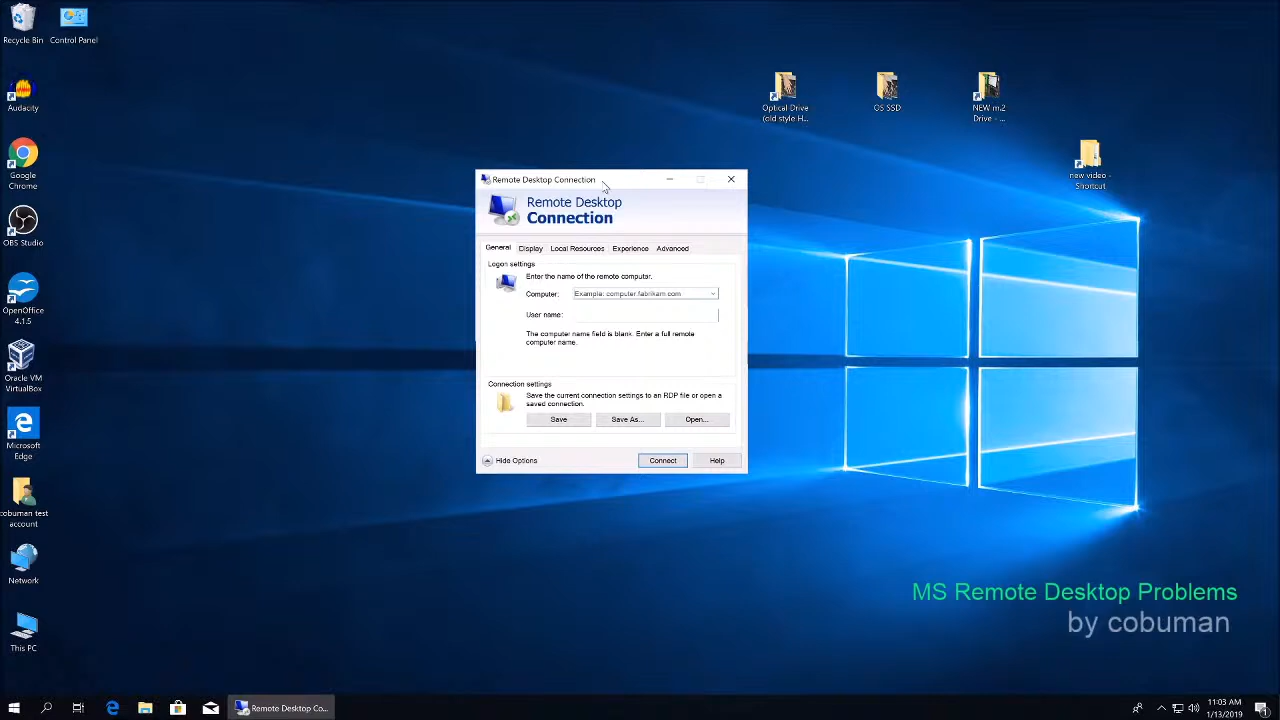 Recycle Bin
Control Panel
Audacity
Google
Chrome
OBS Studio
OpenOffice
4.1.5
Oracle VM
VirtualBox
Microsoft
Edge
cobuman test
account
Network
This PC
Optical Drive
(old style H...
OS SSD
NEW m.2
Drive - ...
new video -
Shortcut
Remote Desktop Connection
Remote Desktop
Connection
General Display Local Resources Experience Advanced
Logon settings
Enter the name of the remote computer.
Computer: Example: computer.fabrikam.com
User name:
The computer name field is blank. Enter a full remote
computer name.
Connection settings
Save the current connection settings to an RDP file or open a
saved connection.
Save Save As... Open...
Hide Options Connect Help
MS Remote Desktop Problems
by cobuman
Remote Desktop Co...
11:03 AM
1/13/2019
1